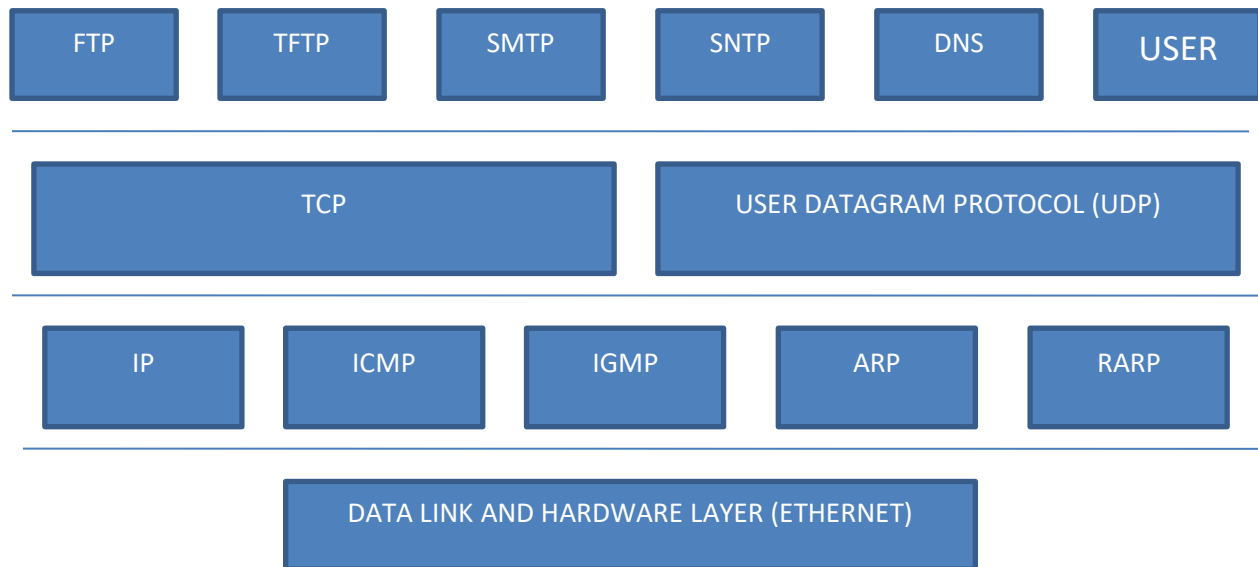 FTP
TFTP
SMTP
SNTP
DNS
USER
TCP
USER DATAGRAM PROTOCOL (UDP)
IP
ICMP
IGMP
ARP
RARP
DATA LINK AND HARDWARE LAYER (ETHERNET)